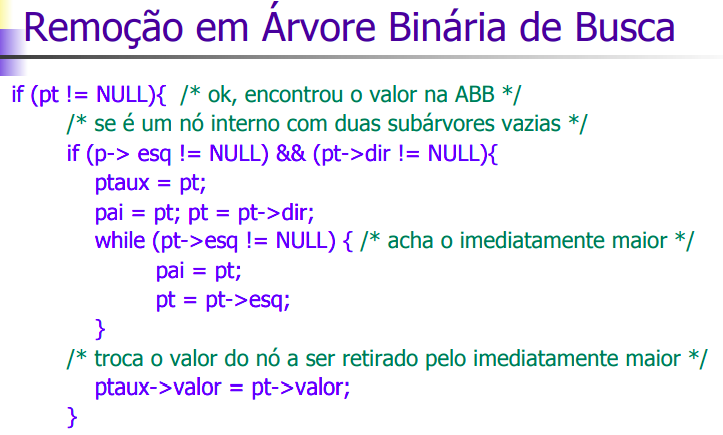 Remoção em Árvore Binária de Busca
if (pt != NULL){ /* ok, encontrou o valor na ABB */
/* se é um nó interno com duas subárvores vazias */
if (p-> esq != NULL) && (pt->dir != NULL){
ptaux = pt;
pai = pt; pt = pt->dir;
while (pt->esq != NULL) { /* acha o imediatamente maior */
pai = pt;
pt = pt->esq;
}
/* troca o valor do nó a ser retirado pelo imediatamente maior */
ptaux->valor = pt->valor;
}